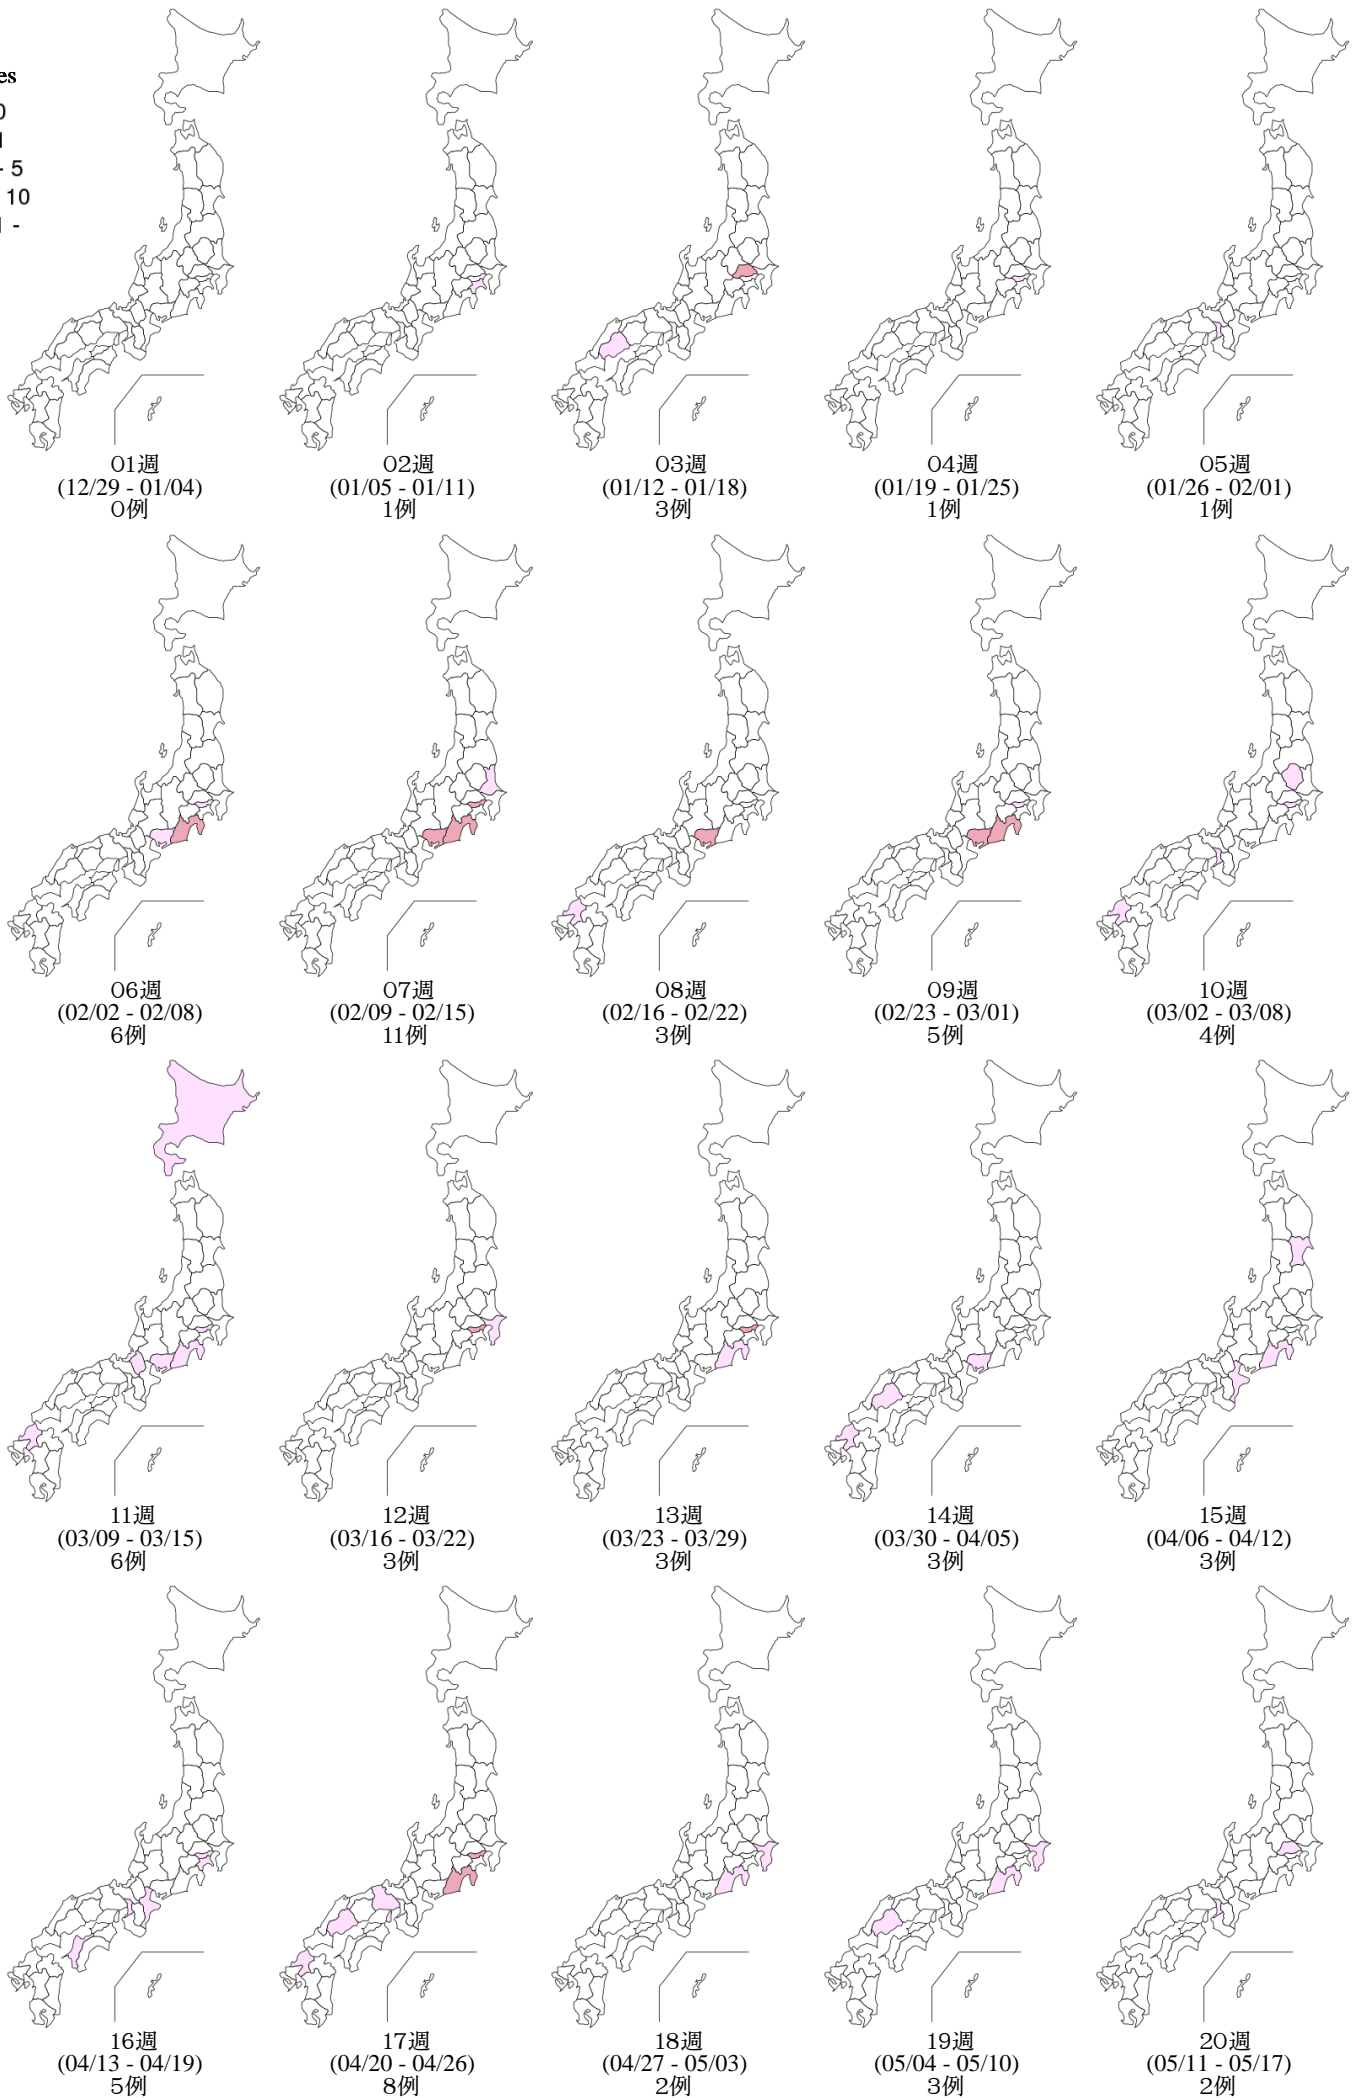 es
0
1
- 5
10
1 -
01週
(12/29 - 01/04)
0例
02週
(01/05 - 01/11)
1例
03週
(01/12 - 01/18)
3例
04週
(01/19 - 01/25)
1例
05週
(01/26 - 02/01)
1例
06週
(02/02 - 02/08)
6例
07週
(02/09 - 02/15)
11例
08週
(02/16 - 02/22)
3例
09週
(02/23 - 03/01)
5例
10週
(03/02 - 03/08)
4例
11週
(03/09 - 03/15)
6例
12週
(03/16 - 03/22)
3例
13週
(03/23 - 03/29)
3例
14週
(03/30 - 04/05)
3例
15週
(04/06 - 04/12)
3例
16週
(04/13 - 04/19)
5例
17週
(04/20 - 04/26)
8例
18週
(04/27 - 05/03)
2例
19週
(05/04 - 05/10)
3例
20週
(05/11 - 05/17)
2例